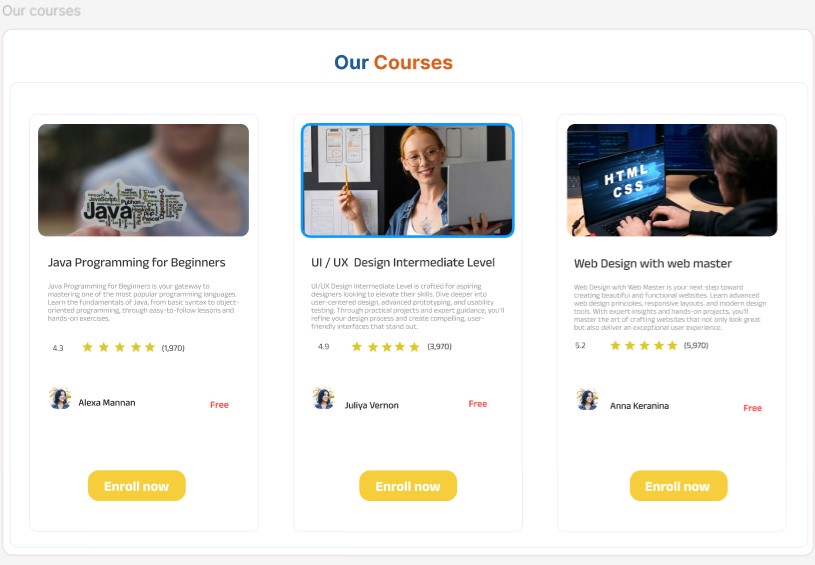 Our courses
Our Courses
Java
JavaScript
Python
PHP
Pascal
HTML
CSS
Java Programming for Beginners
Java Programming for Beginners is your gateway to
mastering one of the most popular programming languages.
Learn the fundamentals of Java, from basic syntax to object-
oriented programming, through easy-to-follow lessons and
hands-on exercises.
4.3
(1,970)
Alexa Mannan
Free
Enroll now
UI / UX Design Intermediate Level
UI/UX Design Intermediate Level is crafted for aspiring
designers looking to elevate their skills. Dive deeper into
user-centered design, advanced prototyping, and usability
testing. Through practical projects and expert guidance, you'll
refine your design process and create compelling, user-
friendly interfaces that stand out.
4.9
(3,970)
Juliya Vernon
Free
Enroll now
Web Design with web master
Web Design with Web Master is your next step toward
creating beautiful and functional websites. Learn advanced
web design principles, responsive layouts, and modern design
tools. With expert insights and hands-on projects, you'll
master the art of crafting websites that not only look great
but also deliver an exceptional user experience.
5.2
(5,970)
Anna Keranina
Free
Enroll now